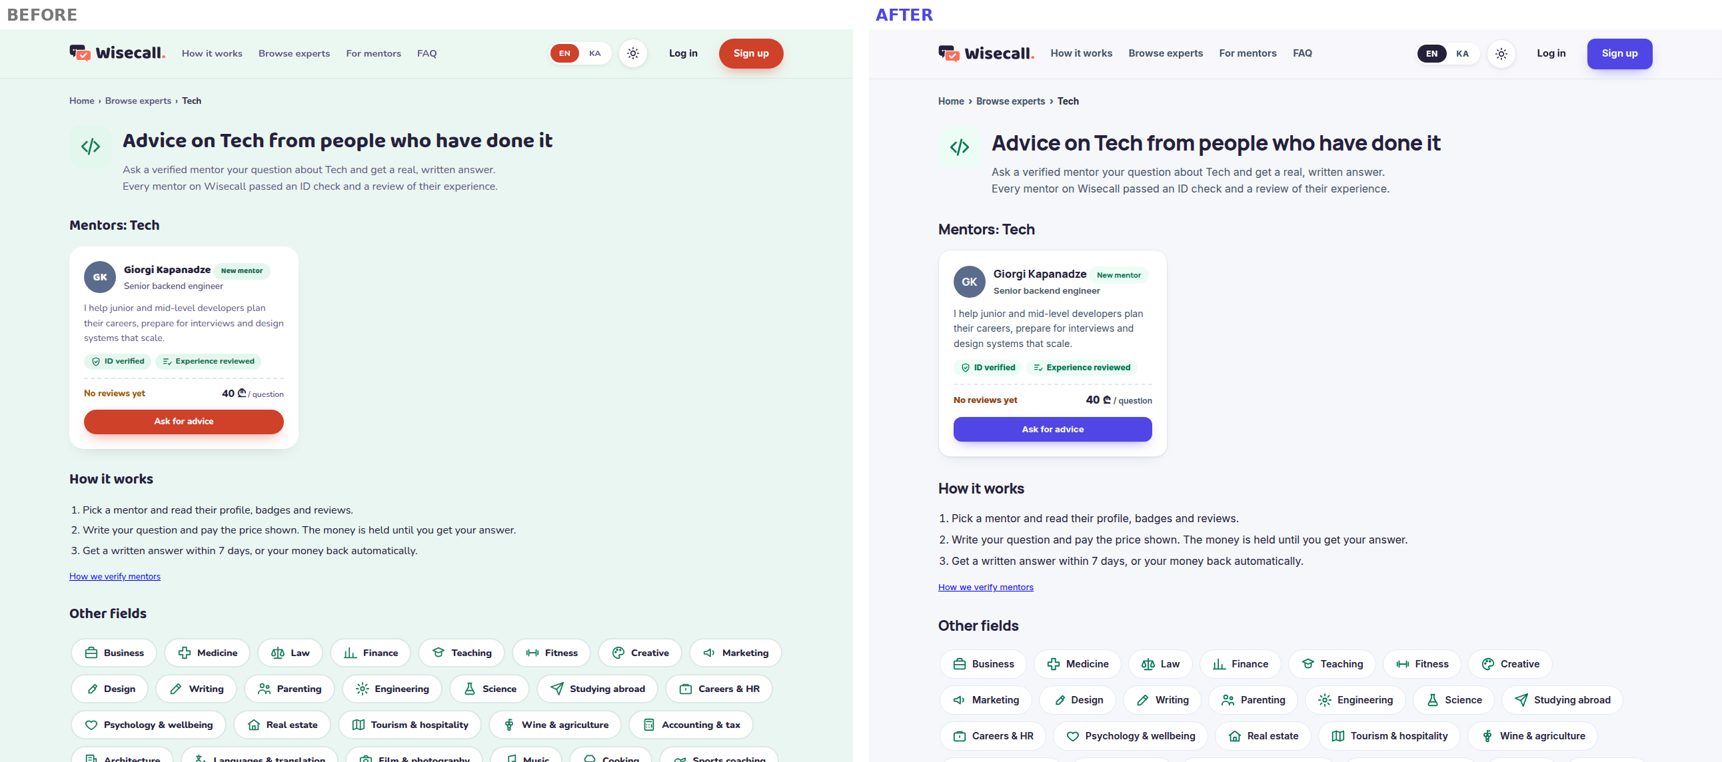 BEFORE
Wisecall.
How it works
Browse experts
For mentors
FAQ
EN
KA
Log in
Sign up
Home › Browse experts › Tech
Advice on Tech from people who have done it
Ask a verified mentor your question about Tech and get a real, written answer.
Every mentor on Wisecall passed an ID check and a review of their experience.
Mentors: Tech
GK
Giorgi Kapanadze
New mentor
Senior backend engineer
I help junior and mid-level developers plan
their careers, prepare for interviews and design
systems that scale.
ID verified
Experience reviewed
No reviews yet
40 ₾ / question
Ask for advice
How it works
1. Pick a mentor and read their profile, badges and reviews.
2. Write your question and pay the price shown. The money is held until you get your answer.
3. Get a written answer within 7 days, or your money back automatically.
How we verify mentors
Other fields
Business
Medicine
Law
Finance
Teaching
Fitness
Creative
Marketing
Design
Writing
Parenting
Engineering
Science
Studying abroad
Careers & HR
Psychology & wellbeing
Real estate
Tourism & hospitality
Wine & agriculture
Accounting & tax
Architecture
Languages & translation
Film & photography
Music
Cooking
Sports coaching
AFTER
Wisecall.
How it works
Browse experts
For mentors
FAQ
EN
KA
Log in
Sign up
Home › Browse experts › Tech
Advice on Tech from people who have done it
Ask a verified mentor your question about Tech and get a real, written answer.
Every mentor on Wisecall passed an ID check and a review of their experience.
Mentors: Tech
GK
Giorgi Kapanadze
New mentor
Senior backend engineer
I help junior and mid-level developers plan
their careers, prepare for interviews and
design systems that scale.
ID verified
Experience reviewed
No reviews yet
40 ₾ / question
Ask for advice
How it works
1. Pick a mentor and read their profile, badges and reviews.
2. Write your question and pay the price shown. The money is held until you get your answer.
3. Get a written answer within 7 days, or your money back automatically.
How we verify mentors
Other fields
Business
Medicine
Law
Finance
Teaching
Fitness
Creative
Marketing
Design
Writing
Parenting
Engineering
Science
Studying abroad
Careers & HR
Psychology & wellbeing
Real estate
Tourism & hospitality
Wine & agriculture